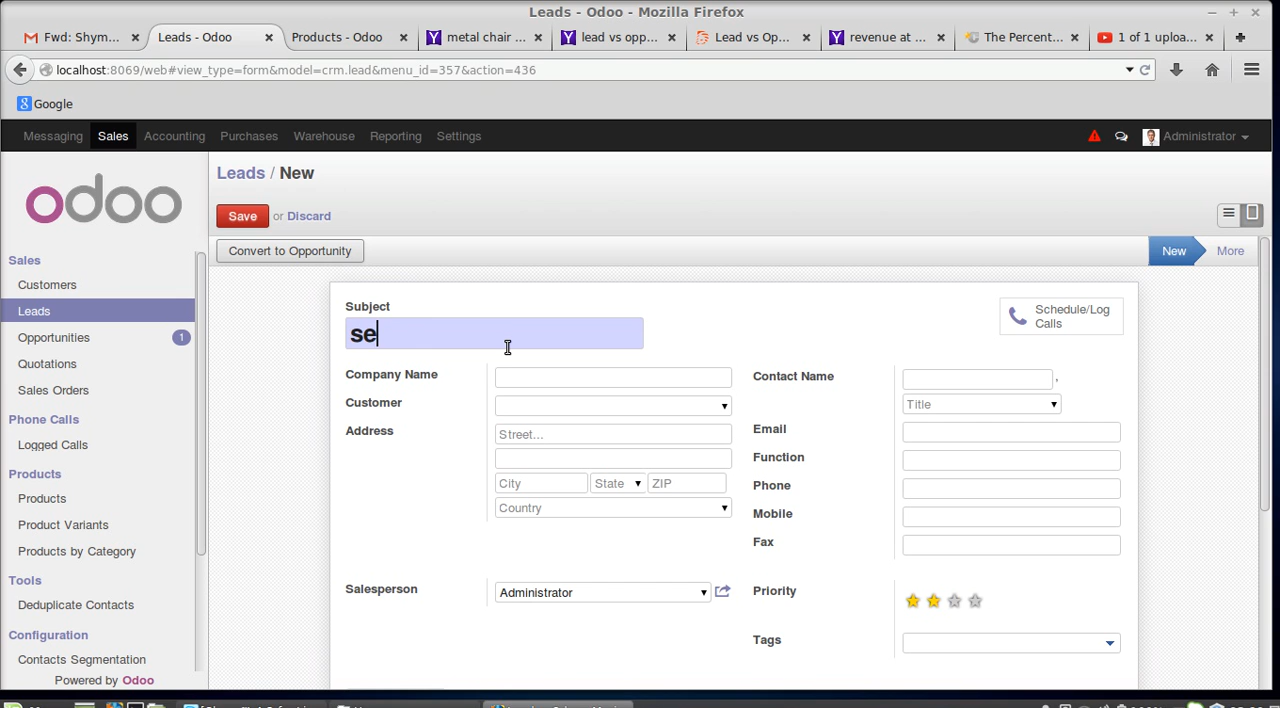 Leads - Odoo - Mozilla Firefox
Fwd: Shym... Leads - Odoo Products - Odoo metal chair ... lead vs opp... Lead vs Op... revenue at ... The Percent... 1 of 1 uploa...
localhost:8069/web#view_type=form&model=crm.lead&menu_id=357&action=436
Google
Messaging Sales Accounting Purchases Warehouse Reporting Settings Administrator
odoo
Leads / New
Save or Discard
Convert to Opportunity New More
Sales
Customers
Leads
Opportunities 1
Quotations
Sales Orders
Phone Calls
Logged Calls
Products
Products
Product Variants
Products by Category
Tools
Deduplicate Contacts
Configuration
Contacts Segmentation
Powered by Odoo
Subject
se
Schedule/Log
Calls
Company Name
Customer
Address Street...
City State ZIP
Country
Contact Name ,
Title
Email
Function
Phone
Mobile
Fax
Salesperson Administrator
Priority
Tags